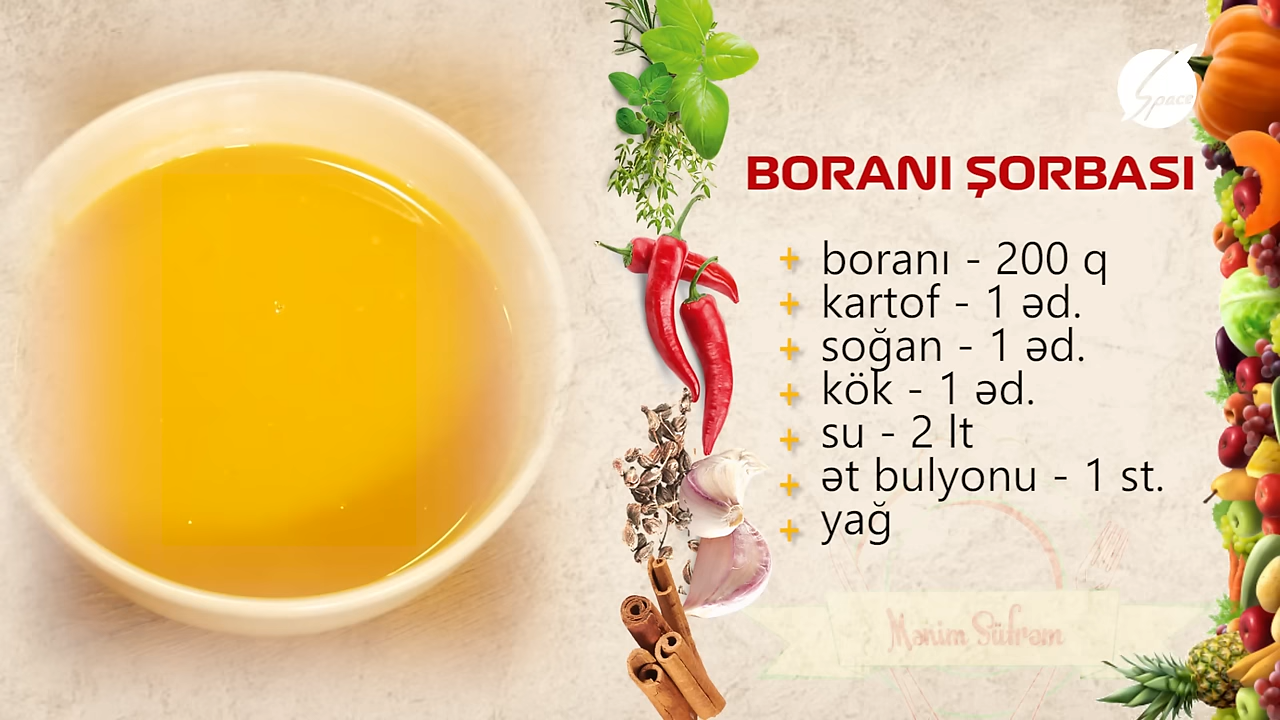 Space
BORANI ŞORBASI
+ boranı - 200 q
+ kartof - 1 əd.
+ soğan - 1 əd.
+ kök - 1 əd.
+ su - 2 lt
+ ət bulyonu - 1 st.
+ yağ
Mənim Süfrəm